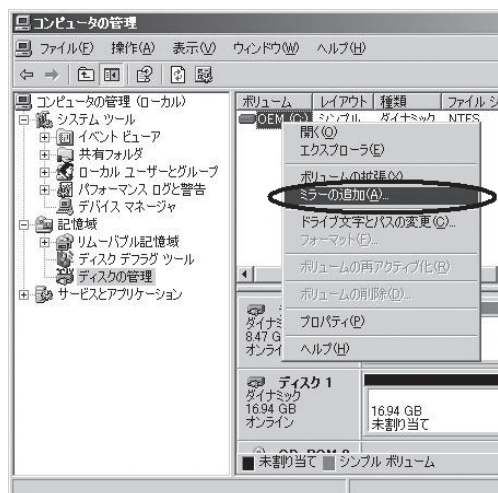 コンピュータの管理
ファイル(F) 操作(A) 表示(V) ウィンドウ(W) ヘルプ(H)
コンピュータの管理 (ローカル)
システム ツール
イベント ビューア
共有フォルダ
ローカル ユーザーとグループ
パフォーマンス ログと警告
デバイス マネージャ
記憶域
リムーバブル記憶域
ディスク デフラグ ツール
ディスクの管理
サービスとアプリケーション
ボリューム レイアウト 種類 ファイル シ
OEM (C:) シンプル ダイナミック NTFS
開く(O)
エクスプローラ(E)
ボリュームの拡張(X)...
ミラーの追加(A)...
ドライブ文字とパスの変更(C)...
フォーマット(F)...
ボリュームの再アクティブ化(R)
ボリュームの削除(D)...
プロパティ(P)
ヘルプ(H)
ダイナミ
8.47 G
オンライ
ディスク 1
ダイナミック
16.94 GB
オンライン
16.94 GB
未割り当て
未割り当て シンプル ボリューム